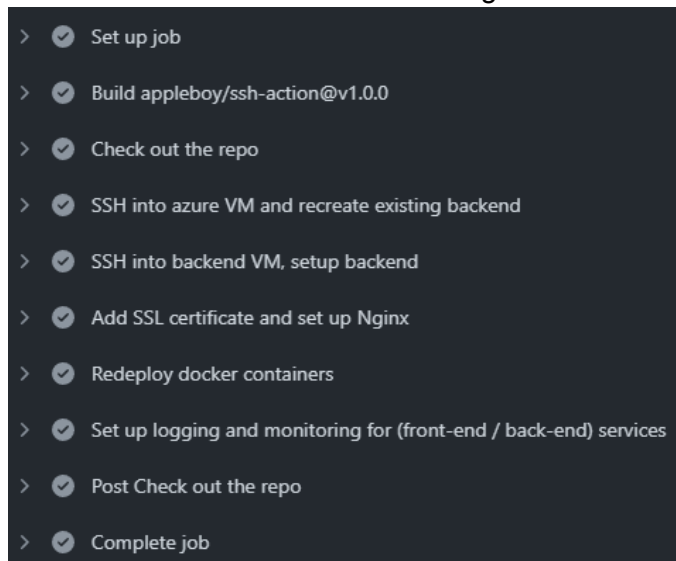 Set up job
Build appleboy/ssh-action@v1.0.0
Check out the repo
SSH into azure VM and recreate existing backend
SSH into backend VM, setup backend
Add SSL certificate and set up Nginx
Redeploy docker containers
Set up logging and monitoring for (front-end / back-end) services
Post Check out the repo
Complete job